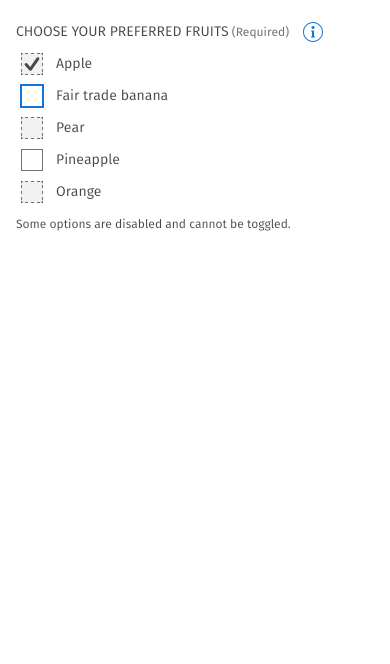 CHOOSE YOUR PREFERRED FRUITS (Required)
Apple
Fair trade banana
Pear
Pineapple
Orange
Some options are disabled and cannot be toggled.